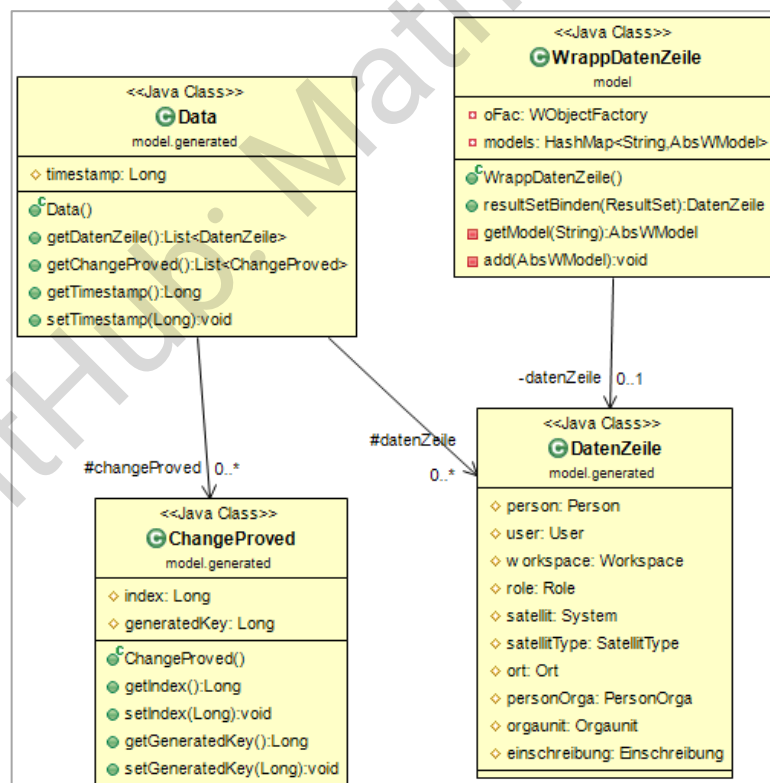 <<Java Class>>
WrappDatenZeile
model
oFac: WObjectFactory
models: HashMap<String,AbsWModel>
WrappDatenZeile()
resultSetBinden(ResultSet):DatenZeile
getModel(String):AbsWModel
add(AbsWModel):void
<<Java Class>>
Data
model.generated
timestamp: Long
Data()
getDatenZeile():List<DatenZeile>
getChangeProved():List<ChangeProved>
getTimestamp():Long
setTimestamp(Long):void
-datenZeile 0..1
#datenZeile
0..*
#changeProved 0..*
<<Java Class>>
DatenZeile
model.generated
person: Person
user: User
workspace: Workspace
role: Role
satellit: System
satellitType: SatellitType
ort: Ort
personOrga: PersonOrga
orgaunit: Orgaunit
einschreibung: Einschreibung
<<Java Class>>
ChangeProved
model.generated
index: Long
generatedKey: Long
ChangeProved()
getIndex():Long
setIndex(Long):void
getGeneratedKey():Long
setGeneratedKey(Long):void